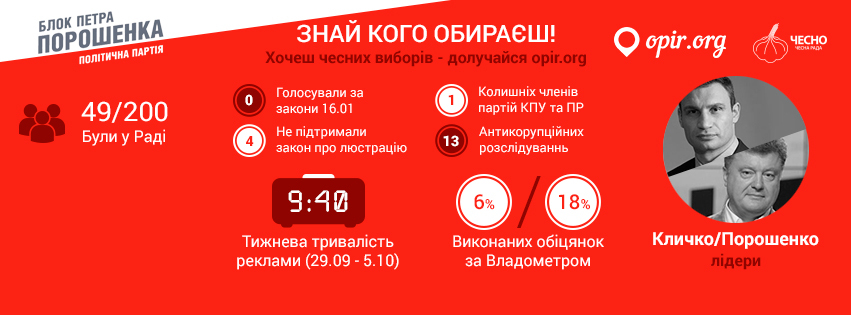 БЛОК ПЕТРА
ПОРОШЕНКА
ПОЛІТИЧНА ПАРТІЯ
ЗНАЙ КОГО ОБИРАЄШ!
Хочеш чесних виборів - долучайся opir.org
opir.org
ЧЕСНО
ЧЕСНА РАДА
49/200
Були у Раді
0
Голосували за
закони 16.01
1
Колишніх членів
партій КПУ та ПР
4
Не підтримали
закон про люстрацію
13
Антикорупційних
розслідуваннь
9:40
Тижнева тривалість
реклами (29.09 - 5.10)
6% / 18%
Виконаних обіцянок
за Владометром
Кличко/Порошенко
лідери